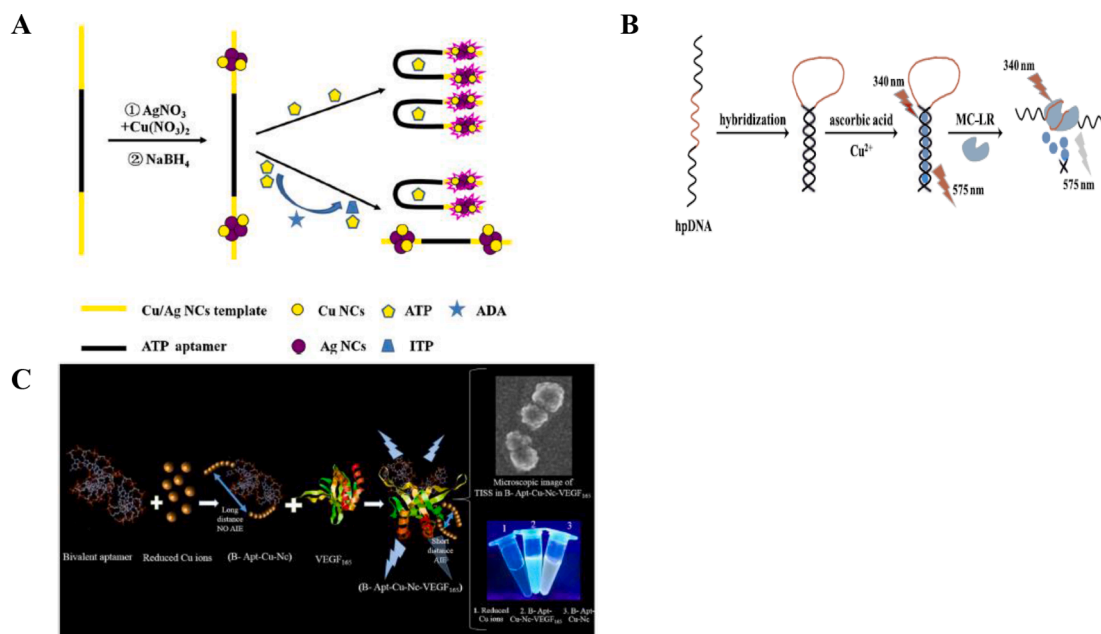 A
① AgNO3
+Cu(NO3)2
② NaBH4
Cu/Ag NCs template
Cu NCs
ATP
ADA
ATP aptamer
Ag NCs
ITP
B
hpDNA
hybridization
ascorbic acid
Cu2+
340 nm
575 nm
MC-LR
340 nm
575 nm
C
Bivalent aptamer
Reduced Cu ions
Long
distance
NO AIE
(B- Apt-Cu-Nc)
VEGF165
Short
distance
AIE
(B- Apt-Cu-Nc-VEGF165)
Microscopic image of
TISS in B- Apt-Cu-Nc-VEGF165
1 2 3
1. Reduced 2. B- Apt- 3. B- Apt-
Cu ions Cu-Nc-VEGF165 Cu-Nc